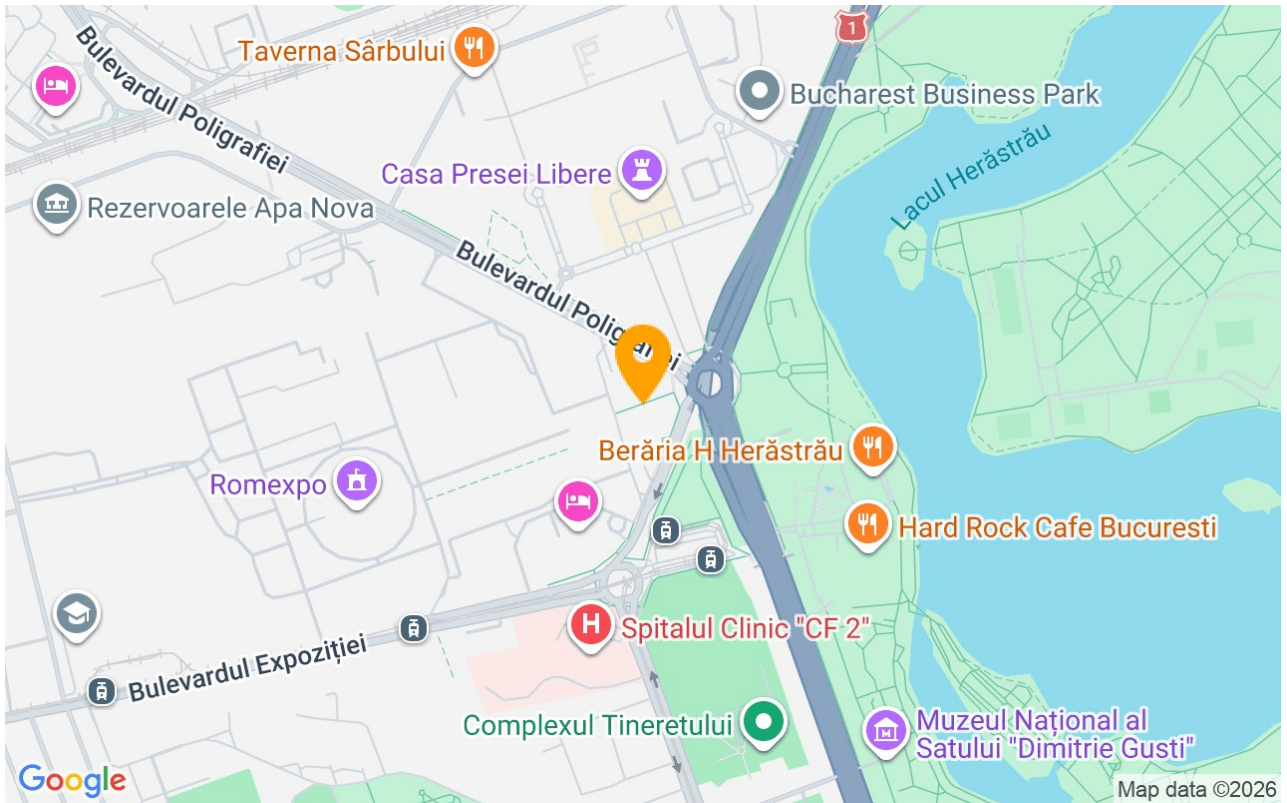 1
Taverna Sârbului
Bulevardul Poligrafiei
Bucharest Business Park
Lacul Herăstrău
Casa Presei Libere
Rezervoarele Apa Nova
Bulevardul Poligrafiei
Berăria H Herăstrău
Romexpo
Hard Rock Cafe Bucuresti
H
Spitalul Clinic "CF 2"
Bulevardul Expoziției
Complexul Tineretului
M
Muzeul Național al
Satului "Dimitrie Gusti"
Google
Map data ©2026